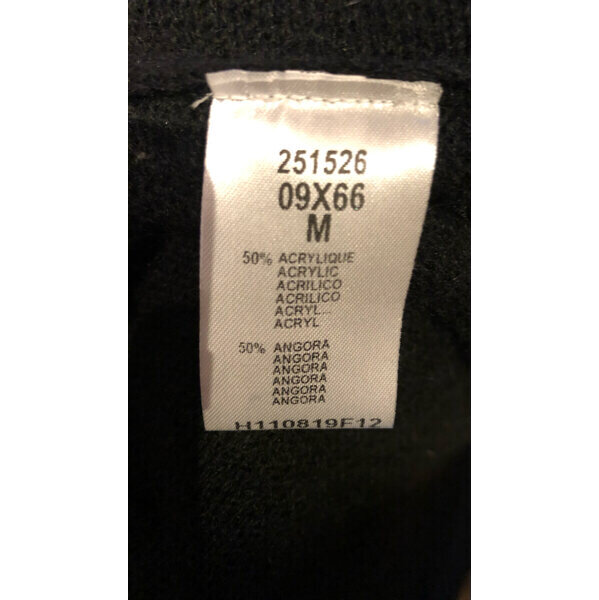 251526
09X66
M
50% ACRYLIQUE
ACRYLIC
ACRILICO
ACRILICO
ACRYL...
ACRYL
50% ANGORA
ANGORA
ANGORA
ANGORA
ANGORA
ANGORA
H110819F12